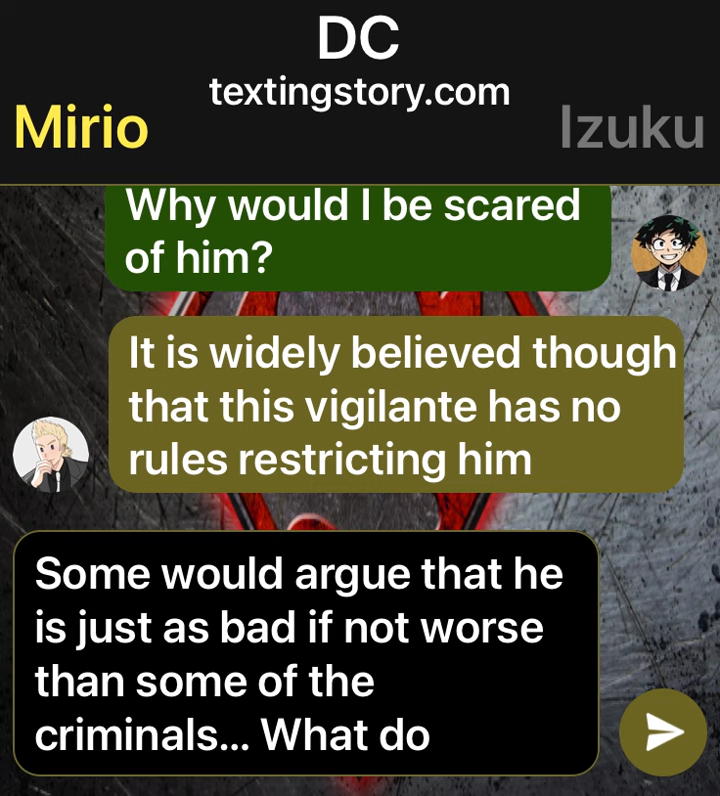 DC
textingstory.com
Mirio
Izuku
Why would I be scared
of him?
It is widely believed though
that this vigilante has no
rules restricting him
Some would argue that he
is just as bad if not worse
than some of the
criminals... What do